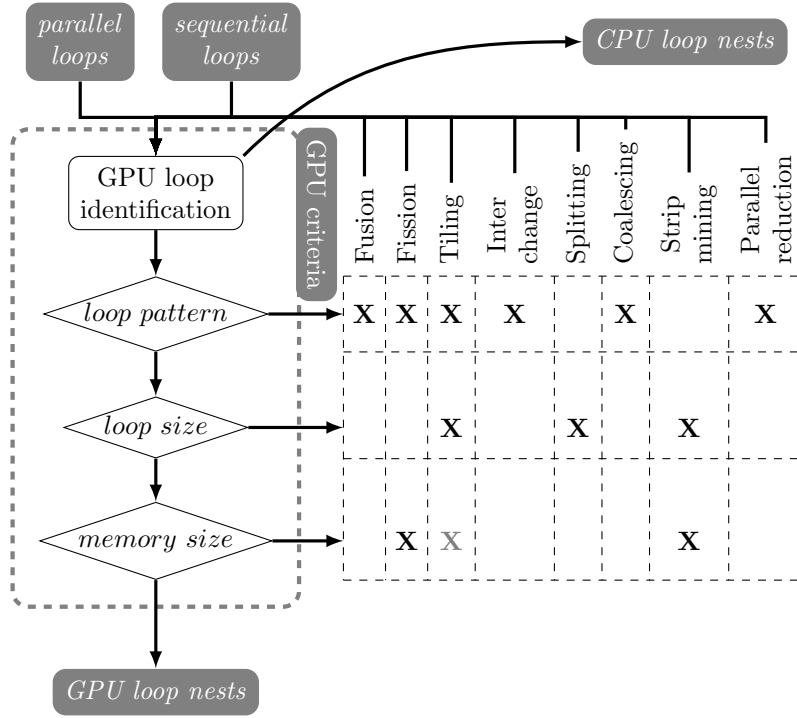 parallel
loops
sequential
loops
CPU loop nests
GPU loop
identification
GPU criteria
Fusion
Fission
Tiling
Inter
change
Splitting
Coalescing
Strip
mining
Parallel
reduction
loop pattern
X X X X X X
loop size
X X X
memory size
X X X
GPU loop nests